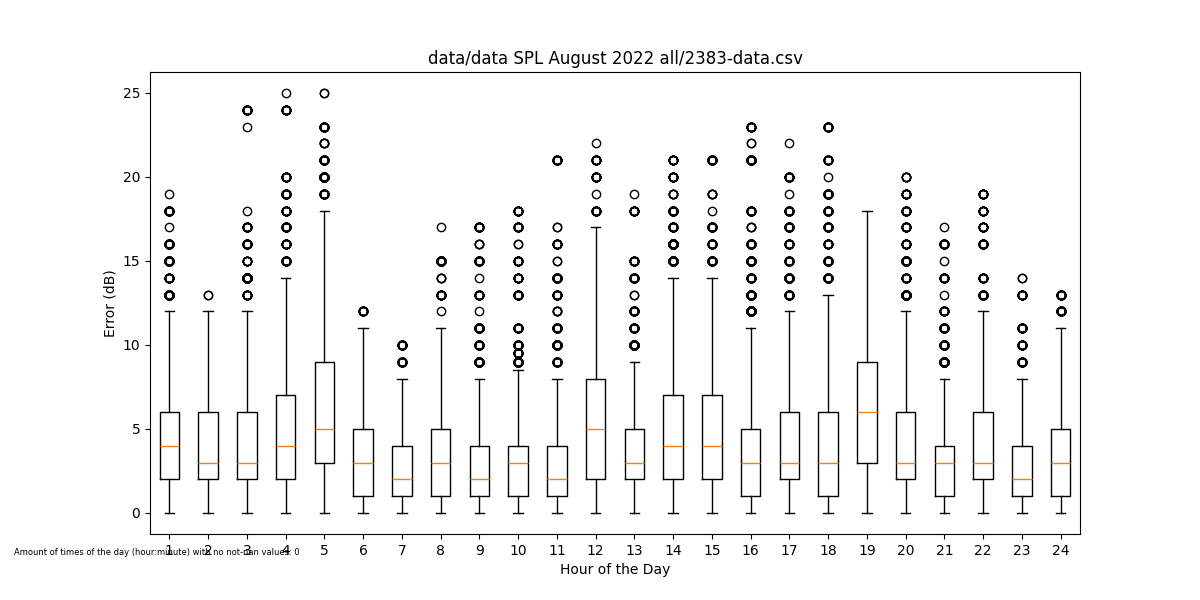 data/data SPL August 2022 all/2383-data.csv
25
20
15
10
5
0
Error (dB)
1 2 3 4 5 6 7 8 9 10 11 12 13 14 15 16 17 18 19 20 21 22 23 24
Amount of times of the day (hour:minute) with no not-nan values: 0
Hour of the Day